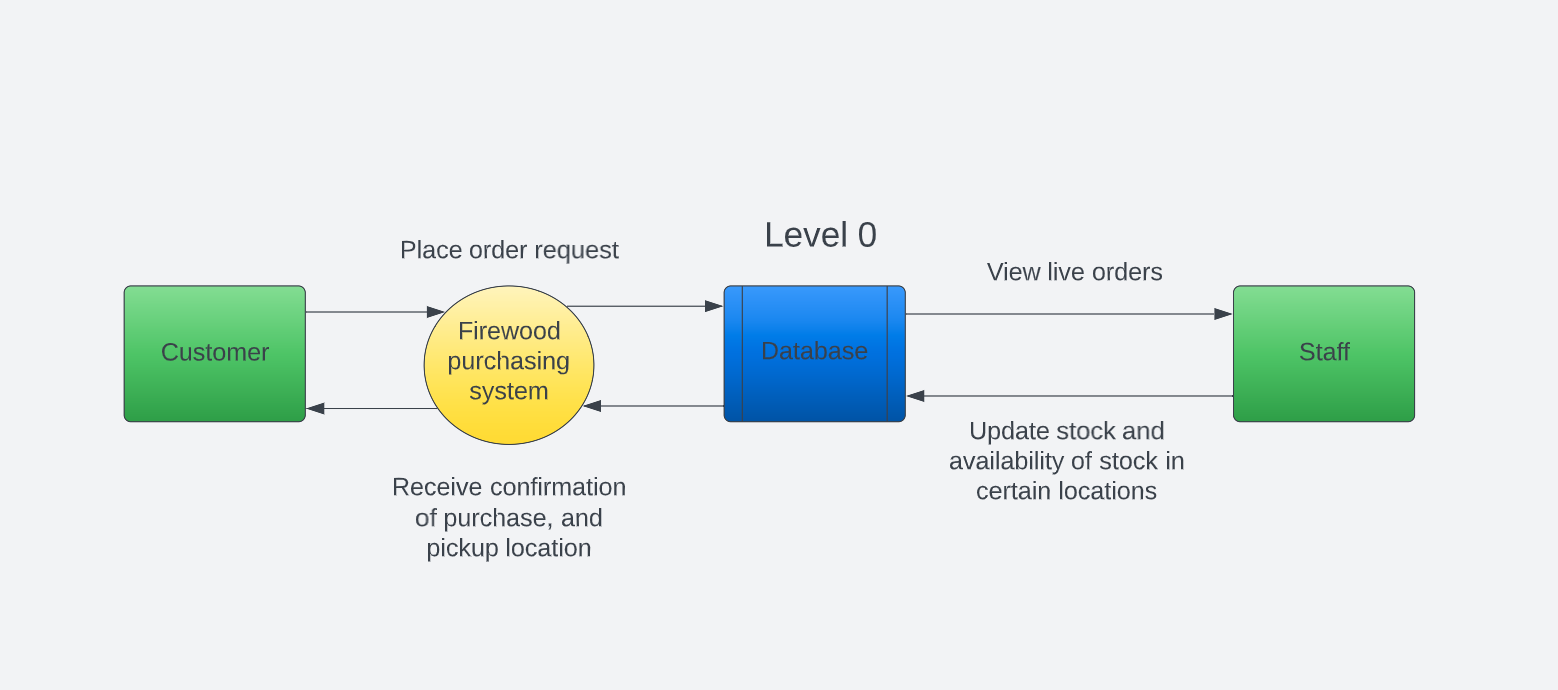 Level 0
Place order request
View live orders
Customer
Firewood
purchasing
system
Database
Staff
Update stock and
availability of stock in
certain locations
Receive confirmation
of purchase, and
pickup location